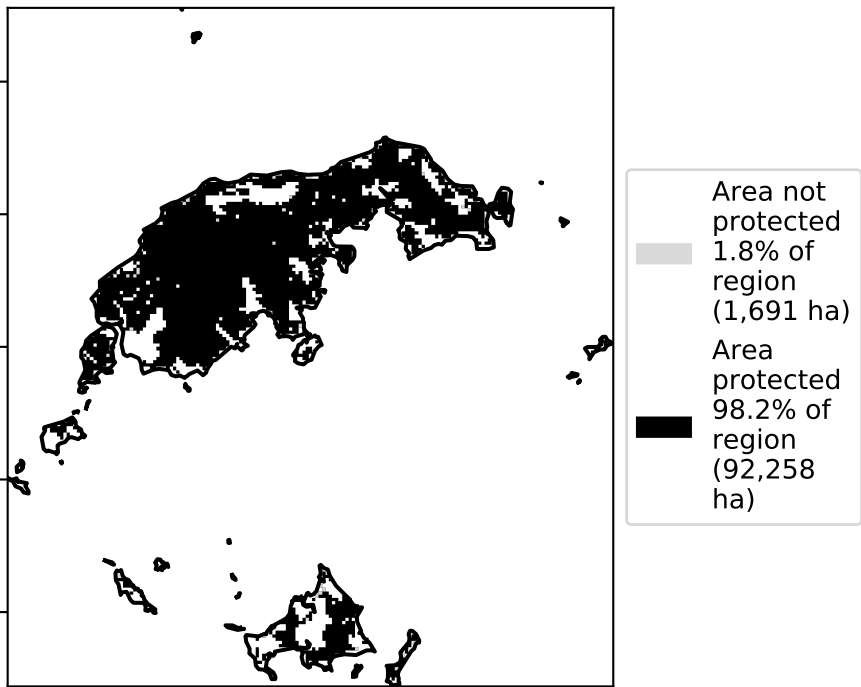 Area not
protected
1.8% of
region
(1,691 ha)
Area
protected
98.2% of
region
(92,258
ha)